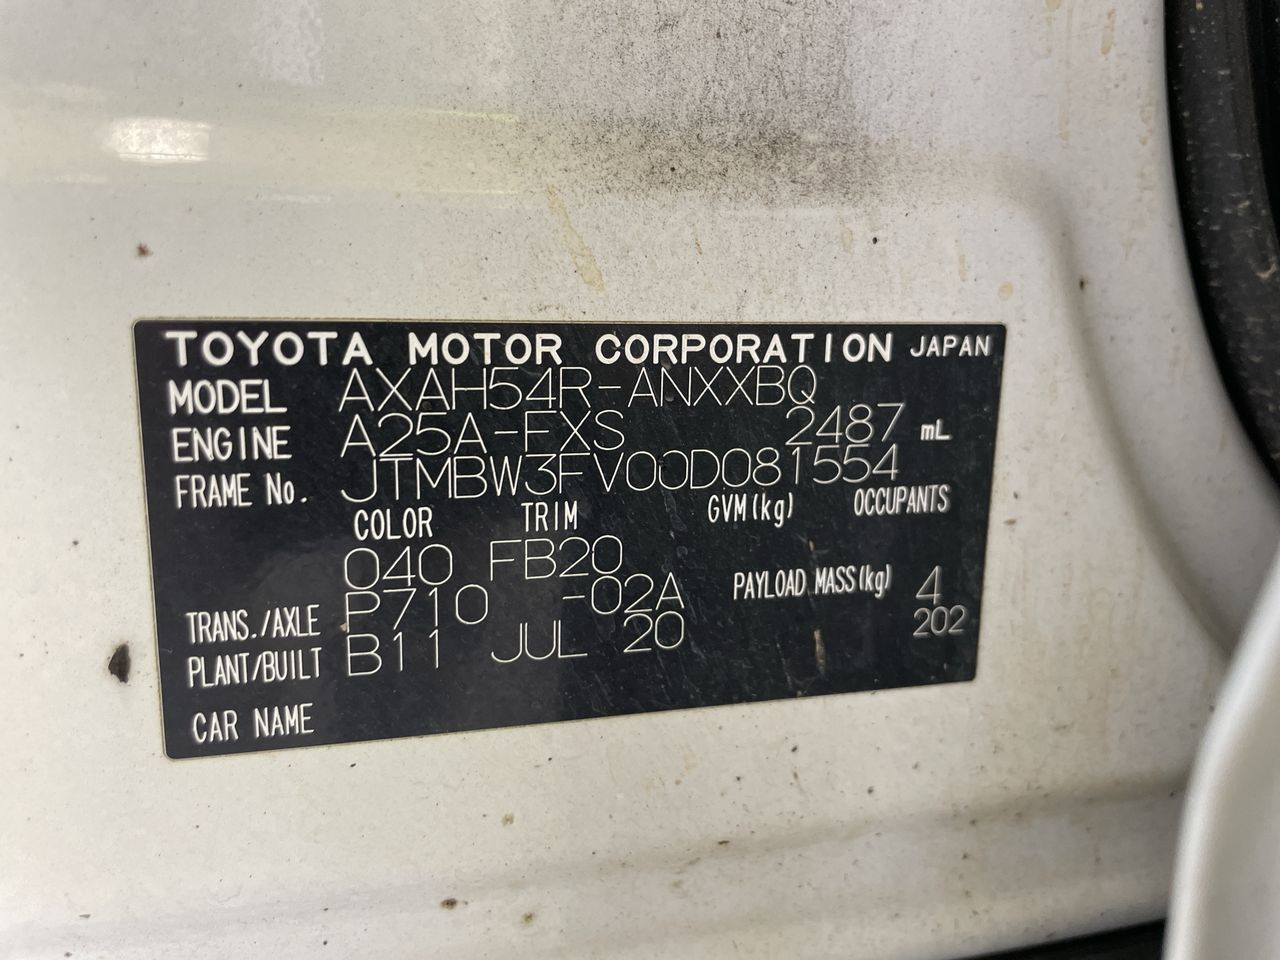 TOYOTA MOTOR CORPORATION JAPAN
MODEL AXAH54R-ANXXBQ
ENGINE A25A-FXS 2487 mL
FRAME No. JTMBW3FV00D081554
COLOR TRIM GVM(kg) OCCUPANTS
040 FB20
TRANS./AXLE P710 -02A PAYLOAD MASS(kg) 4
PLANT/BUILT B11 JUL 20 202
CAR NAME